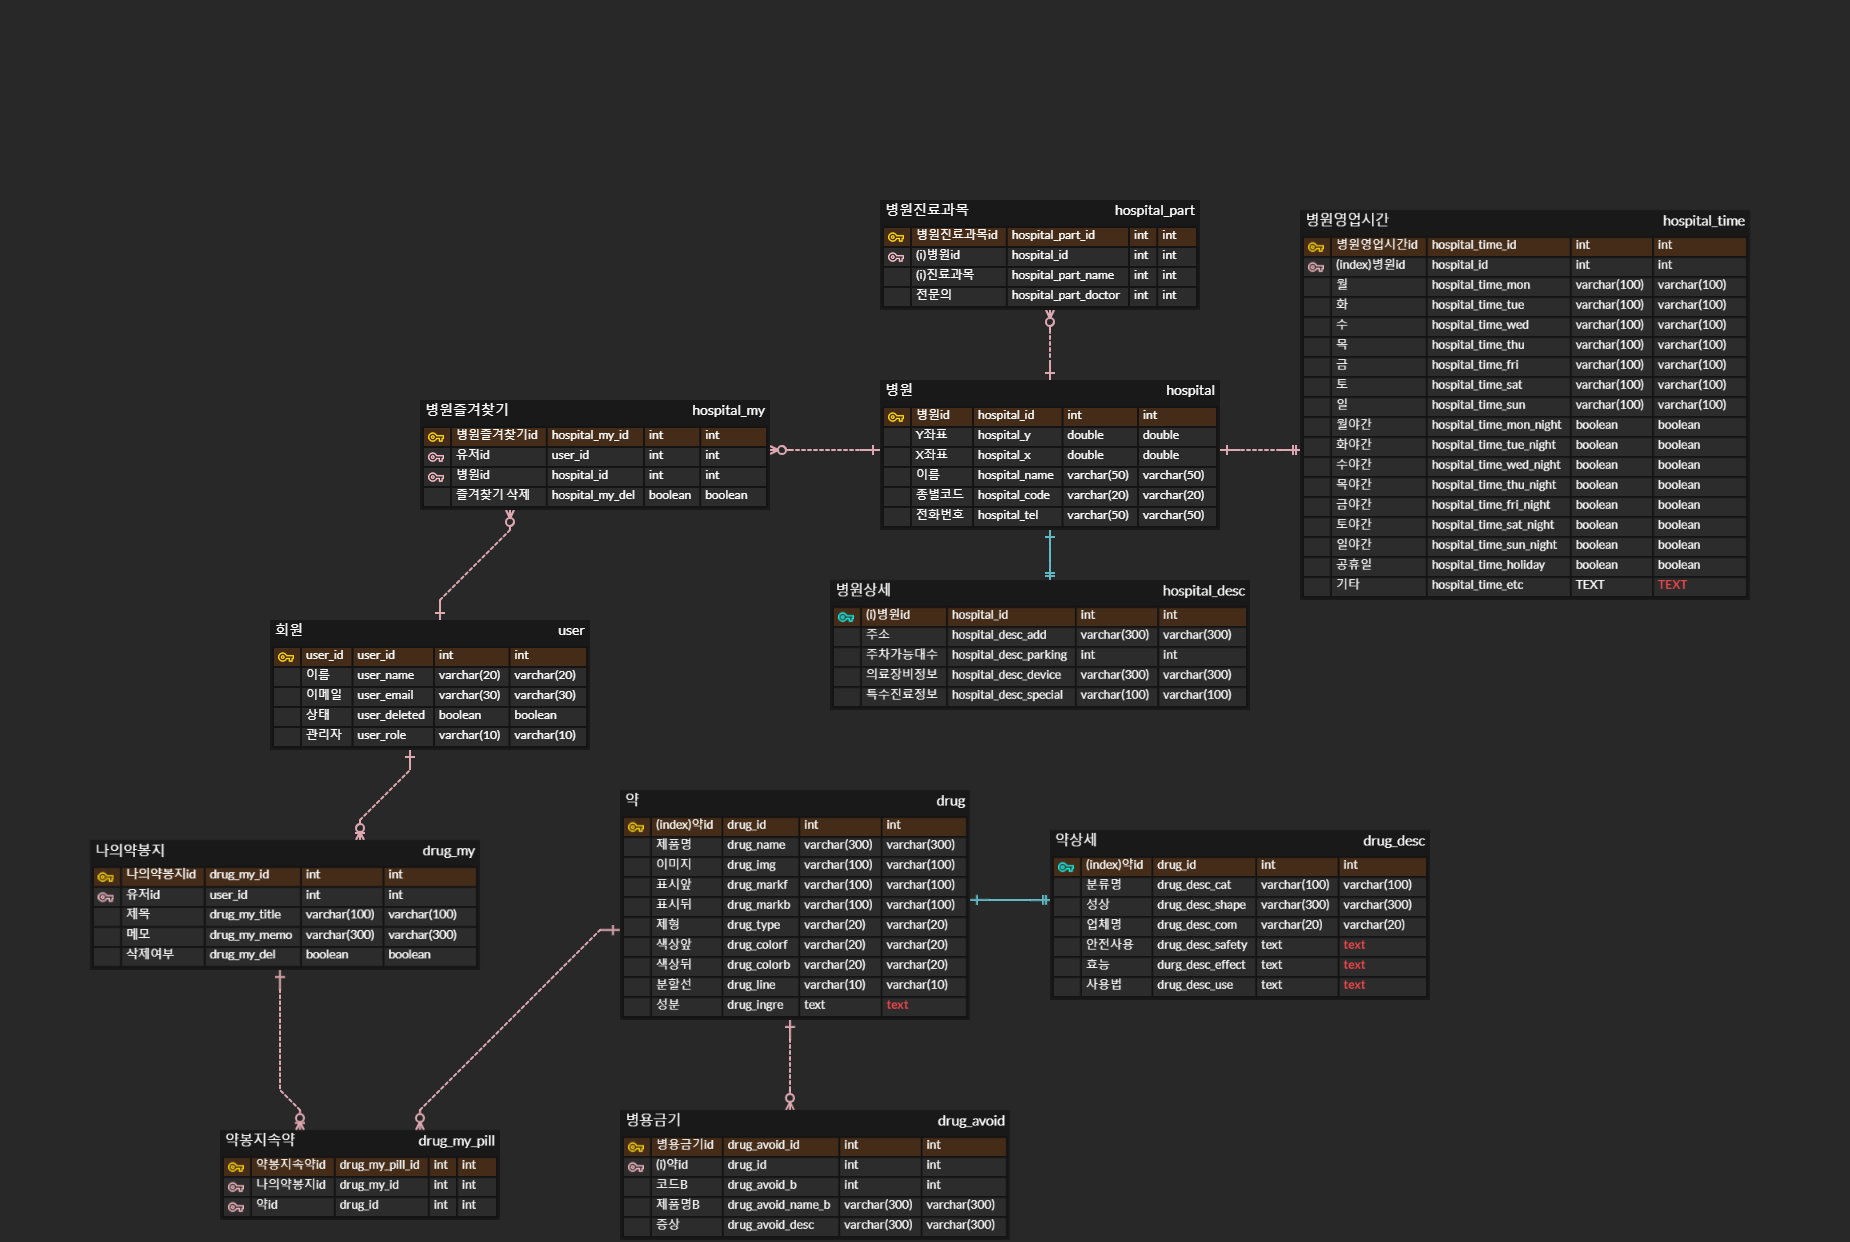 병원진료과목 hospital_part
병원진료과목id hospital_part_id int int
(i)병원id hospital_id int int
(i)진료과목 hospital_part_name int int
전문의 hospital_part_doctor int int
병원영업시간 hospital_time
병원영업시간id hospital_time_id int int
(index)병원id hospital_id int int
월 hospital_time_mon varchar(100) varchar(100)
화 hospital_time_tue varchar(100) varchar(100)
수 hospital_time_wed varchar(100) varchar(100)
목 hospital_time_thu varchar(100) varchar(100)
금 hospital_time_fri varchar(100) varchar(100)
토 hospital_time_sat varchar(100) varchar(100)
일 hospital_time_sun varchar(100) varchar(100)
월야간 hospital_time_mon_night boolean boolean
화야간 hospital_time_tue_night boolean boolean
수야간 hospital_time_wed_night boolean boolean
목야간 hospital_time_thu_night boolean boolean
금야간 hospital_time_fri_night boolean boolean
토야간 hospital_time_sat_night boolean boolean
일야간 hospital_time_sun_night boolean boolean
공휴일 hospital_time_holiday boolean boolean
기타 hospital_time_etc TEXT TEXT
병원 hospital
병원id hospital_id int int
Y좌표 hospital_y double double
X좌표 hospital_x double double
이름 hospital_name varchar(50) varchar(50)
종별코드 hospital_code varchar(20) varchar(20)
전화번호 hospital_tel varchar(50) varchar(50)
병원즐겨찾기 hospital_my
병원즐겨찾기id hospital_my_id int int
유저id user_id int int
병원id hospital_id int int
즐겨찾기 삭제 hospital_my_del boolean boolean
병원상세 hospital_desc
(i)병원id hospital_id int int
주소 hospital_desc_add varchar(300) varchar(300)
주차가능대수 hospital_desc_parking int int
의료장비정보 hospital_desc_device varchar(300) varchar(300)
특수진료정보 hospital_desc_special varchar(100) varchar(100)
회원 user
user_id user_id int int
이름 user_name varchar(20) varchar(20)
이메일 user_email varchar(30) varchar(30)
상태 user_deleted boolean boolean
관리자 user_role varchar(10) varchar(10)
약 drug
(index)약id drug_id int int
제품명 drug_name varchar(300) varchar(300)
이미지 drug_img varchar(100) varchar(100)
표시앞 drug_markf varchar(100) varchar(100)
표시뒤 drug_markb varchar(100) varchar(100)
제형 drug_type varchar(20) varchar(20)
색상앞 drug_colorf varchar(20) varchar(20)
색상뒤 drug_colorb varchar(20) varchar(20)
분할선 drug_line varchar(10) varchar(10)
성분 drug_ingre text text
약상세 drug_desc
(index)약id drug_id int int
분류명 drug_desc_cat varchar(100) varchar(100)
성상 drug_desc_shape varchar(300) varchar(300)
업체명 drug_desc_com varchar(20) varchar(20)
안전사용 drug_desc_safety text text
효능 durg_desc_effect text text
사용법 drug_desc_use text text
나의약봉지 drug_my
나의약봉지id drug_my_id int int
유저id user_id int int
제목 drug_my_title varchar(100) varchar(100)
메모 drug_my_memo varchar(300) varchar(300)
삭제여부 drug_my_del boolean boolean
약봉지속약 drug_my_pill
약봉지속약id drug_my_pill_id int int
나의약봉지id drug_my_id int int
약id drug_id int int
병용금기 drug_avoid
병용금기id drug_avoid_id int int
(i)약id drug_id int int
코드B drug_avoid_b int int
제품명B drug_avoid_name_b varchar(300) varchar(300)
증상 drug_avoid_desc varchar(300) varchar(300)